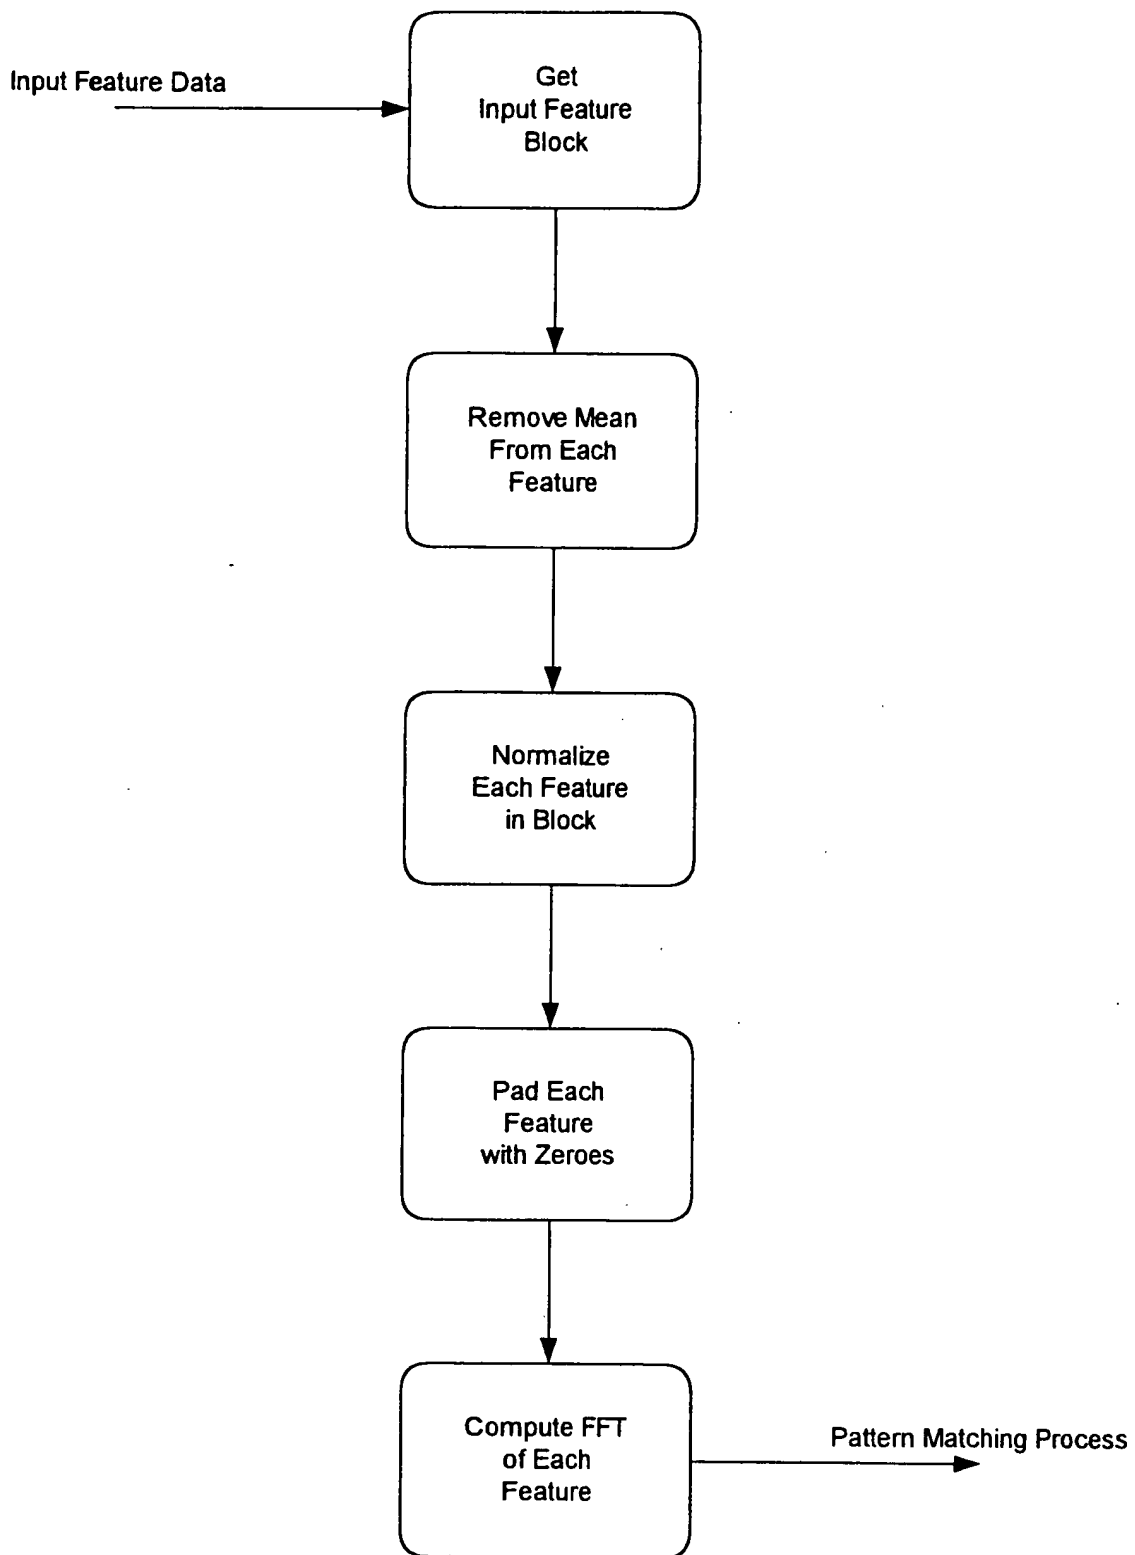 Input Feature Data
Get
Input Feature
Block
Remove Mean
From Each
Feature
Normalize
Each Feature
in Block
Pad Each
Feature
with Zeroes
Compute FFT
of Each
Feature
Pattern Matching Process